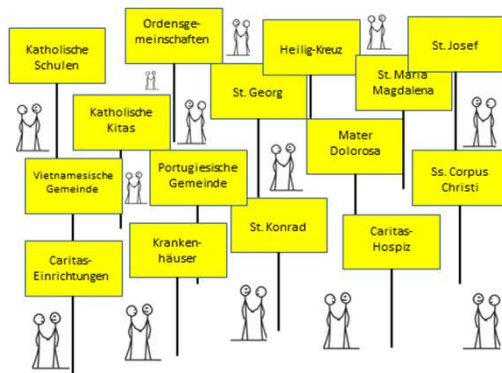 Ordensge-
meinschaften
Katholische
Schulen
Heilig-Kreuz
St. Josef
St. Georg
St. Maria
Magdalena
Katholische
Kitas
Mater
Dolorosa
Vietnamesische
Gemeinde
Portugiesische
Gemeinde
Ss. Corpus
Christi
St. Konrad
Caritas-
Hospiz
Kranken-
häuser
Caritas-
Einrichtungen